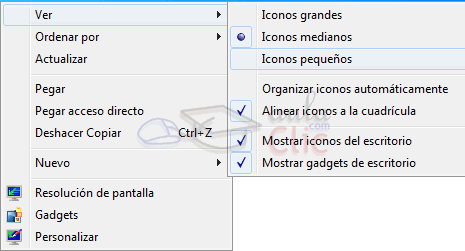 Ver
Ordenar por
Actualizar
Pegar
Pegar acceso directo
Deshacer Copiar Ctrl+Z
Nuevo
Resolución de pantalla
Gadgets
Personalizar
Iconos grandes
Iconos medianos
Iconos pequeños
Organizar iconos automáticamente
Alinear iconos a la cuadrícula
Mostrar iconos del escritorio
Mostrar gadgets de escritorio
aula
Clic
.com